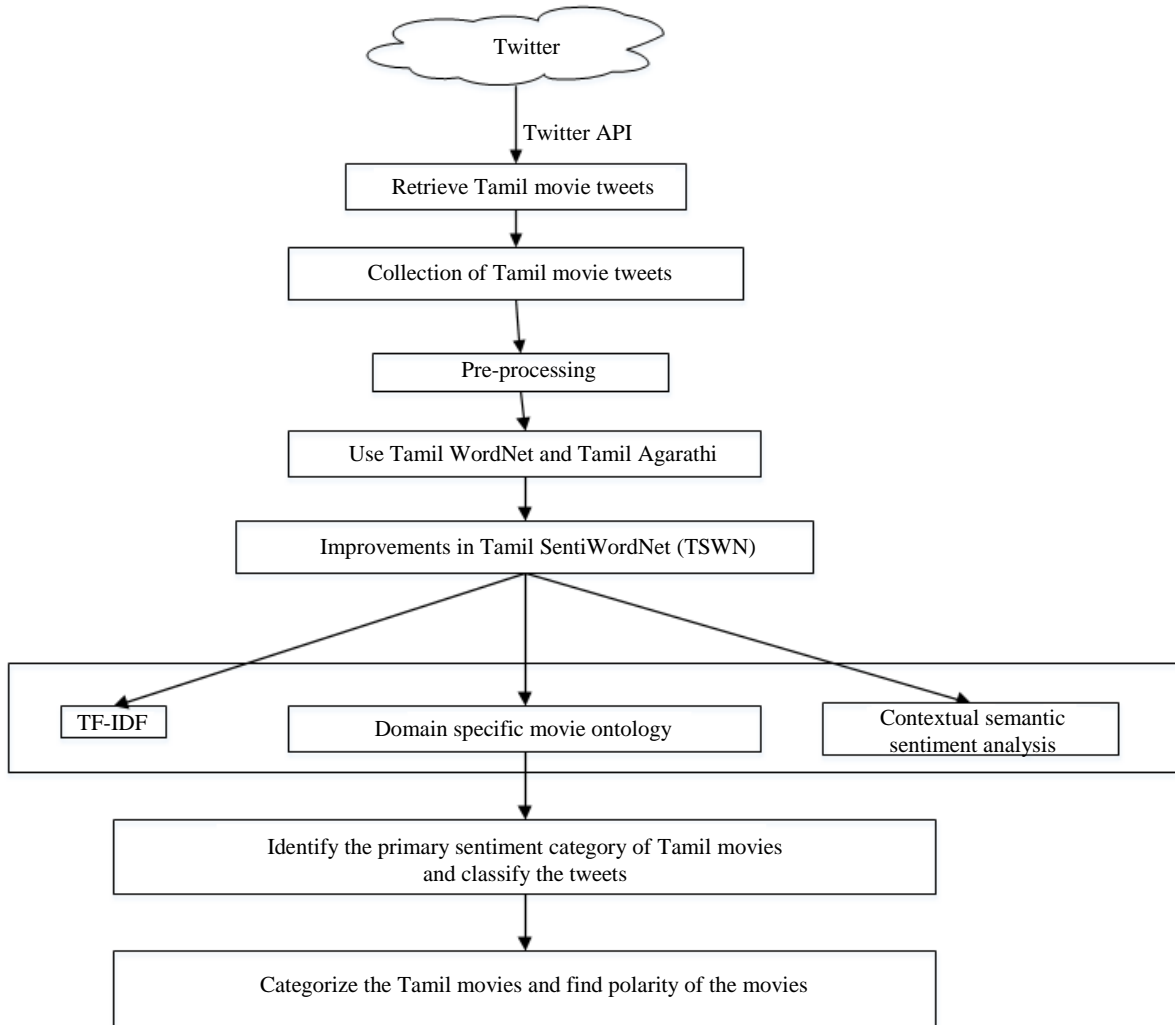 Twitter
Twitter API
Retrieve Tamil movie tweets
Collection of Tamil movie tweets
Pre-processing
Use Tamil WordNet and Tamil Agarathi
Improvements in Tamil SentiWordNet (TSWN)
TF-IDF
Domain specific movie ontology
Contextual semantic
sentiment analysis
Identify the primary sentiment category of Tamil movies
and classify the tweets
Categorize the Tamil movies and find polarity of the movies